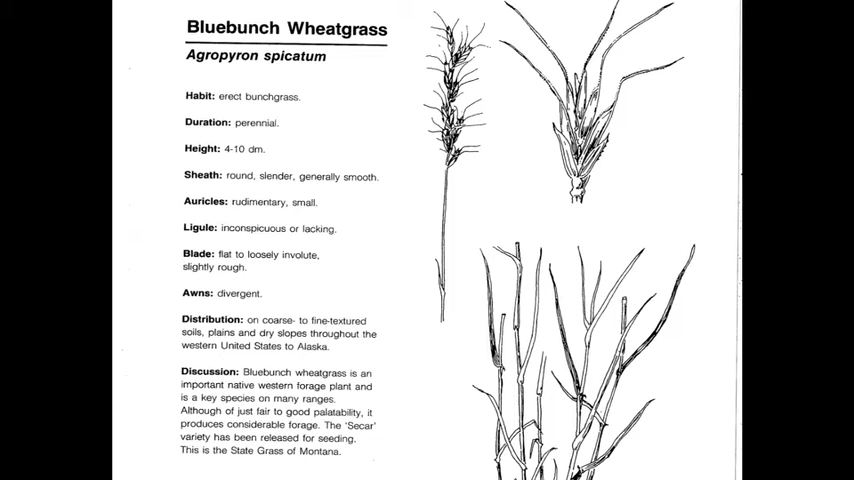 Bluebunch Wheatgrass
Agropyron spicatum
Habit: erect bunchgrass.
Duration: perennial.
Height: 4-10 dm.
Sheath: round, slender, generally smooth.
Auricles: rudimentary, small.
Ligule: inconspicuous or lacking.
Blade: flat to loosely involute,
slightly rough.
Awns: divergent.
Distribution: on coarse- to fine-textured
soils, plains and dry slopes throughout the
western United States to Alaska.
Discussion: Bluebunch wheatgrass is an
important native western forage plant and
is a key species on many ranges.
Although of just fair to good palatability, it
produces considerable forage. The 'Secar'
variety has been released for seeding.
This is the State Grass of Montana.